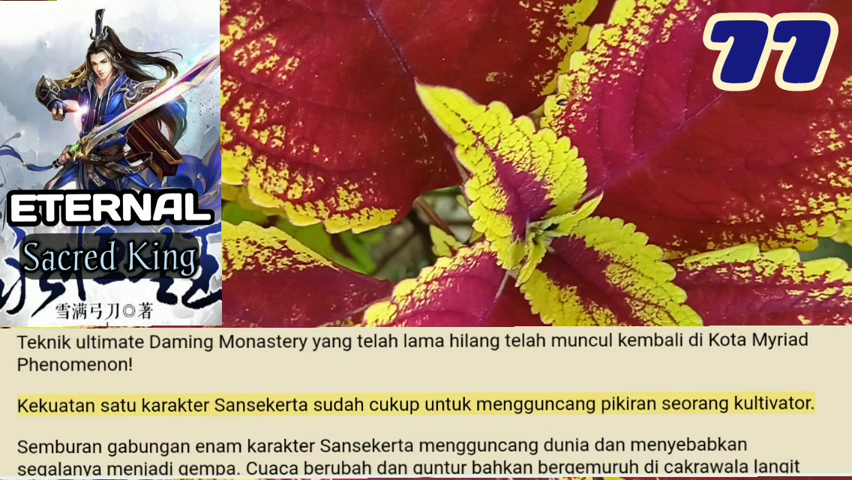 ETERNAL
Sacred King
雪满弓刀◎著
77
Teknik ultimate Daming Monastery yang telah lama hilang telah muncul kembali di Kota Myriad
Phenomenon!
Kekuatan satu karakter Sansekerta sudah cukup untuk mengguncang pikiran seorang kultivator.
Semburan gabungan enam karakter Sansekerta mengguncang dunia dan menyebabkan
segalanya menjadi gempa. Cuaca berubah dan guntur bahkan bergemuruh di cakrawala langit